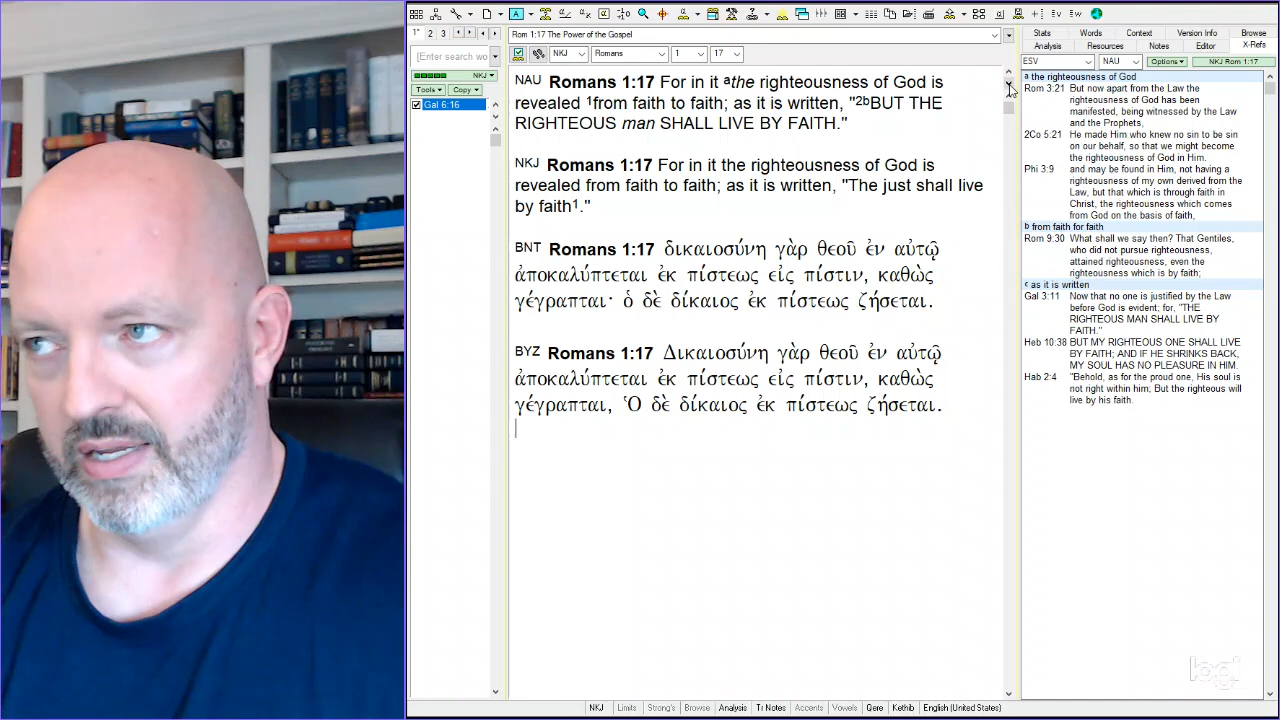 1* 2 3
Rom 1:17 The Power of the Gospel
Stats Words Context Version Info Browse
Analysis Resources Notes Editor X-Refs
[Enter search wo
NKJ Romans 1 17
ESV NAU Options NKJ Rom 1:17
NKJ
Tools Copy
Gal 6:16
NAU Romans 1:17 For in it athe righteousness of God is
revealed 1from faith to faith; as it is written, "2bBUT THE
RIGHTEOUS man SHALL LIVE BY FAITH."
NKJ Romans 1:17 For in it the righteousness of God is
revealed from faith to faith; as it is written, "The just shall live
by faith1."
BNT Romans 1:17 δικαιοσύνη γὰρ θεοῦ ἐν αὐτῷ
ἀποκαλύπτεται ἐκ πίστεως εἰς πίστιν, καθὼς
γέγραπται· ὁ δὲ δίκαιος ἐκ πίστεως ζήσεται.
BYZ Romans 1:17 Δικαιοσύνη γὰρ θεοῦ ἐν αὐτῷ
ἀποκαλύπτεται ἐκ πίστεως εἰς πίστιν, καθὼς
γέγραπται, Ὁ δὲ δίκαιος ἐκ πίστεως ζήσεται.
a the righteousness of God
Rom 3:21 But now apart from the Law the
righteousness of God has been
manifested, being witnessed by the
Law and the Prophets,
2Co 5:21 He made Him who knew no sin to be sin
on our behalf, so that we might become
the righteousness of God in Him.
Phi 3:9 and may be found in Him, not having a
righteousness of my own derived from the
Law, but that which is through faith in
Christ, the righteousness which comes
from God on the basis of faith,
b from faith for faith
Rom 9:30 What shall we say then? That Gentiles,
who did not pursue righteousness,
attained righteousness, even the
righteousness which is by faith;
c as it is written
Gal 3:11 Now that no one is justified by the Law
before God is evident; for, "THE
RIGHTEOUS MAN SHALL LIVE BY
FAITH."
Heb 10:38 BUT MY RIGHTEOUS ONE SHALL LIVE
BY FAITH; AND IF HE SHRINKS BACK,
MY SOUL HAS NO PLEASURE IN HIM.
Hab 2:4 "Behold, as for the proud one, His soul is
not right within him; But the righteous will
live by his faith.
NKJ Limits Strong's Browse Analysis Tr Notes Accents Vowels Qere Kethib English (United States)